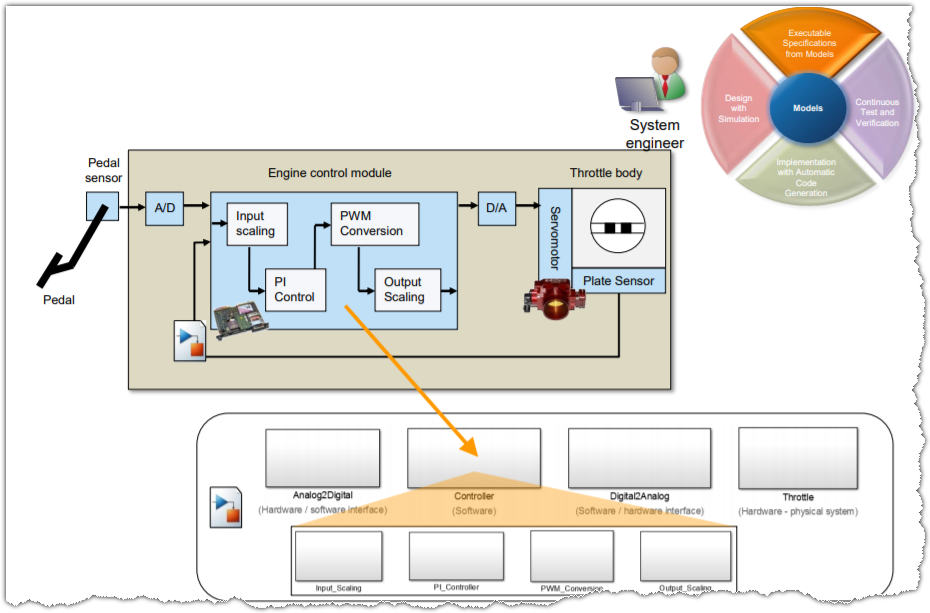 Executable
Specifications
from Models
Design
with
Simulation
Models
Continuous
Test and
Verification
Implementation
with Automatic
Code
Generation
System
engineer
Pedal
sensor
Engine control module
Throttle body
A/D
Input
scaling
PWM
Conversion
D/A
Servomotor
PI
Control
Output
Scaling
Plate Sensor
Pedal
Analog2Digital
(Hardware / software interface)
Controller
(Software)
Digital2Analog
(Software / hardware interface)
Throttle
(Hardware - physical system)
Input_Scaling
PI_Controller
PWM_Conversion
Output_Scaling